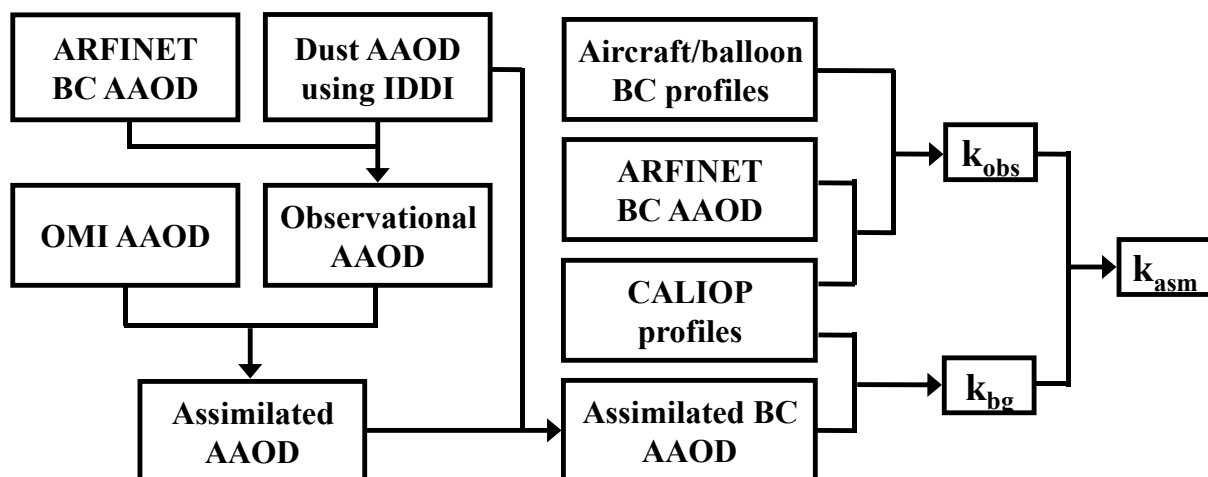 ARFINET
BC AAOD
Dust AAOD
using IDDI
OMI AAOD
Observational
AAOD
Assimilated
AAOD
Aircraft/balloon
BC profiles
ARFINET
BC AAOD
CALIOP
profiles
Assimilated BC
AAOD
k_obs
k_bg
k_asm